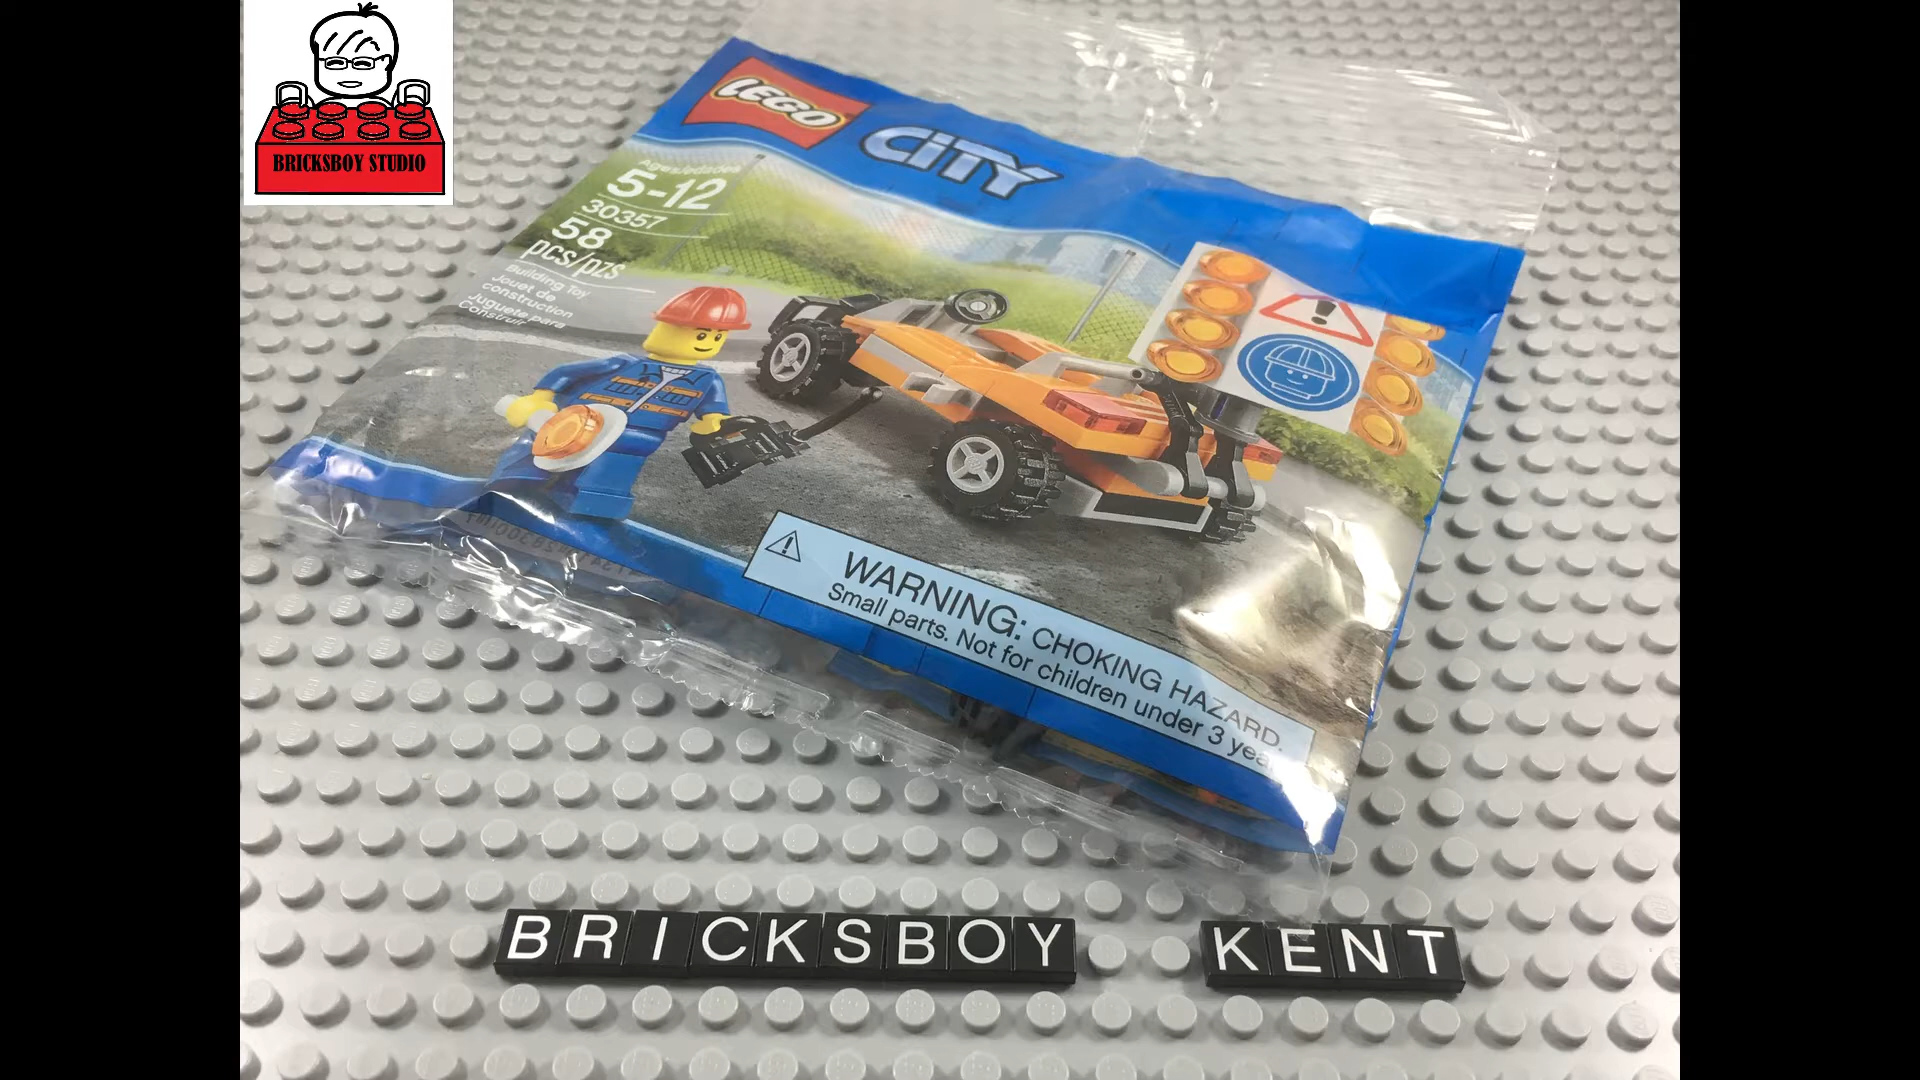 BRICKSBOY STUDIO
LEGO
CITY
Ages/edades
5-12
30357
58
pcs/pzs
Building Toy
Jouet de
construction
Juguete para
Construir
WARNING: CHOKING HAZARD.
Small parts. Not for children under 3
BRICKSBOY KENT